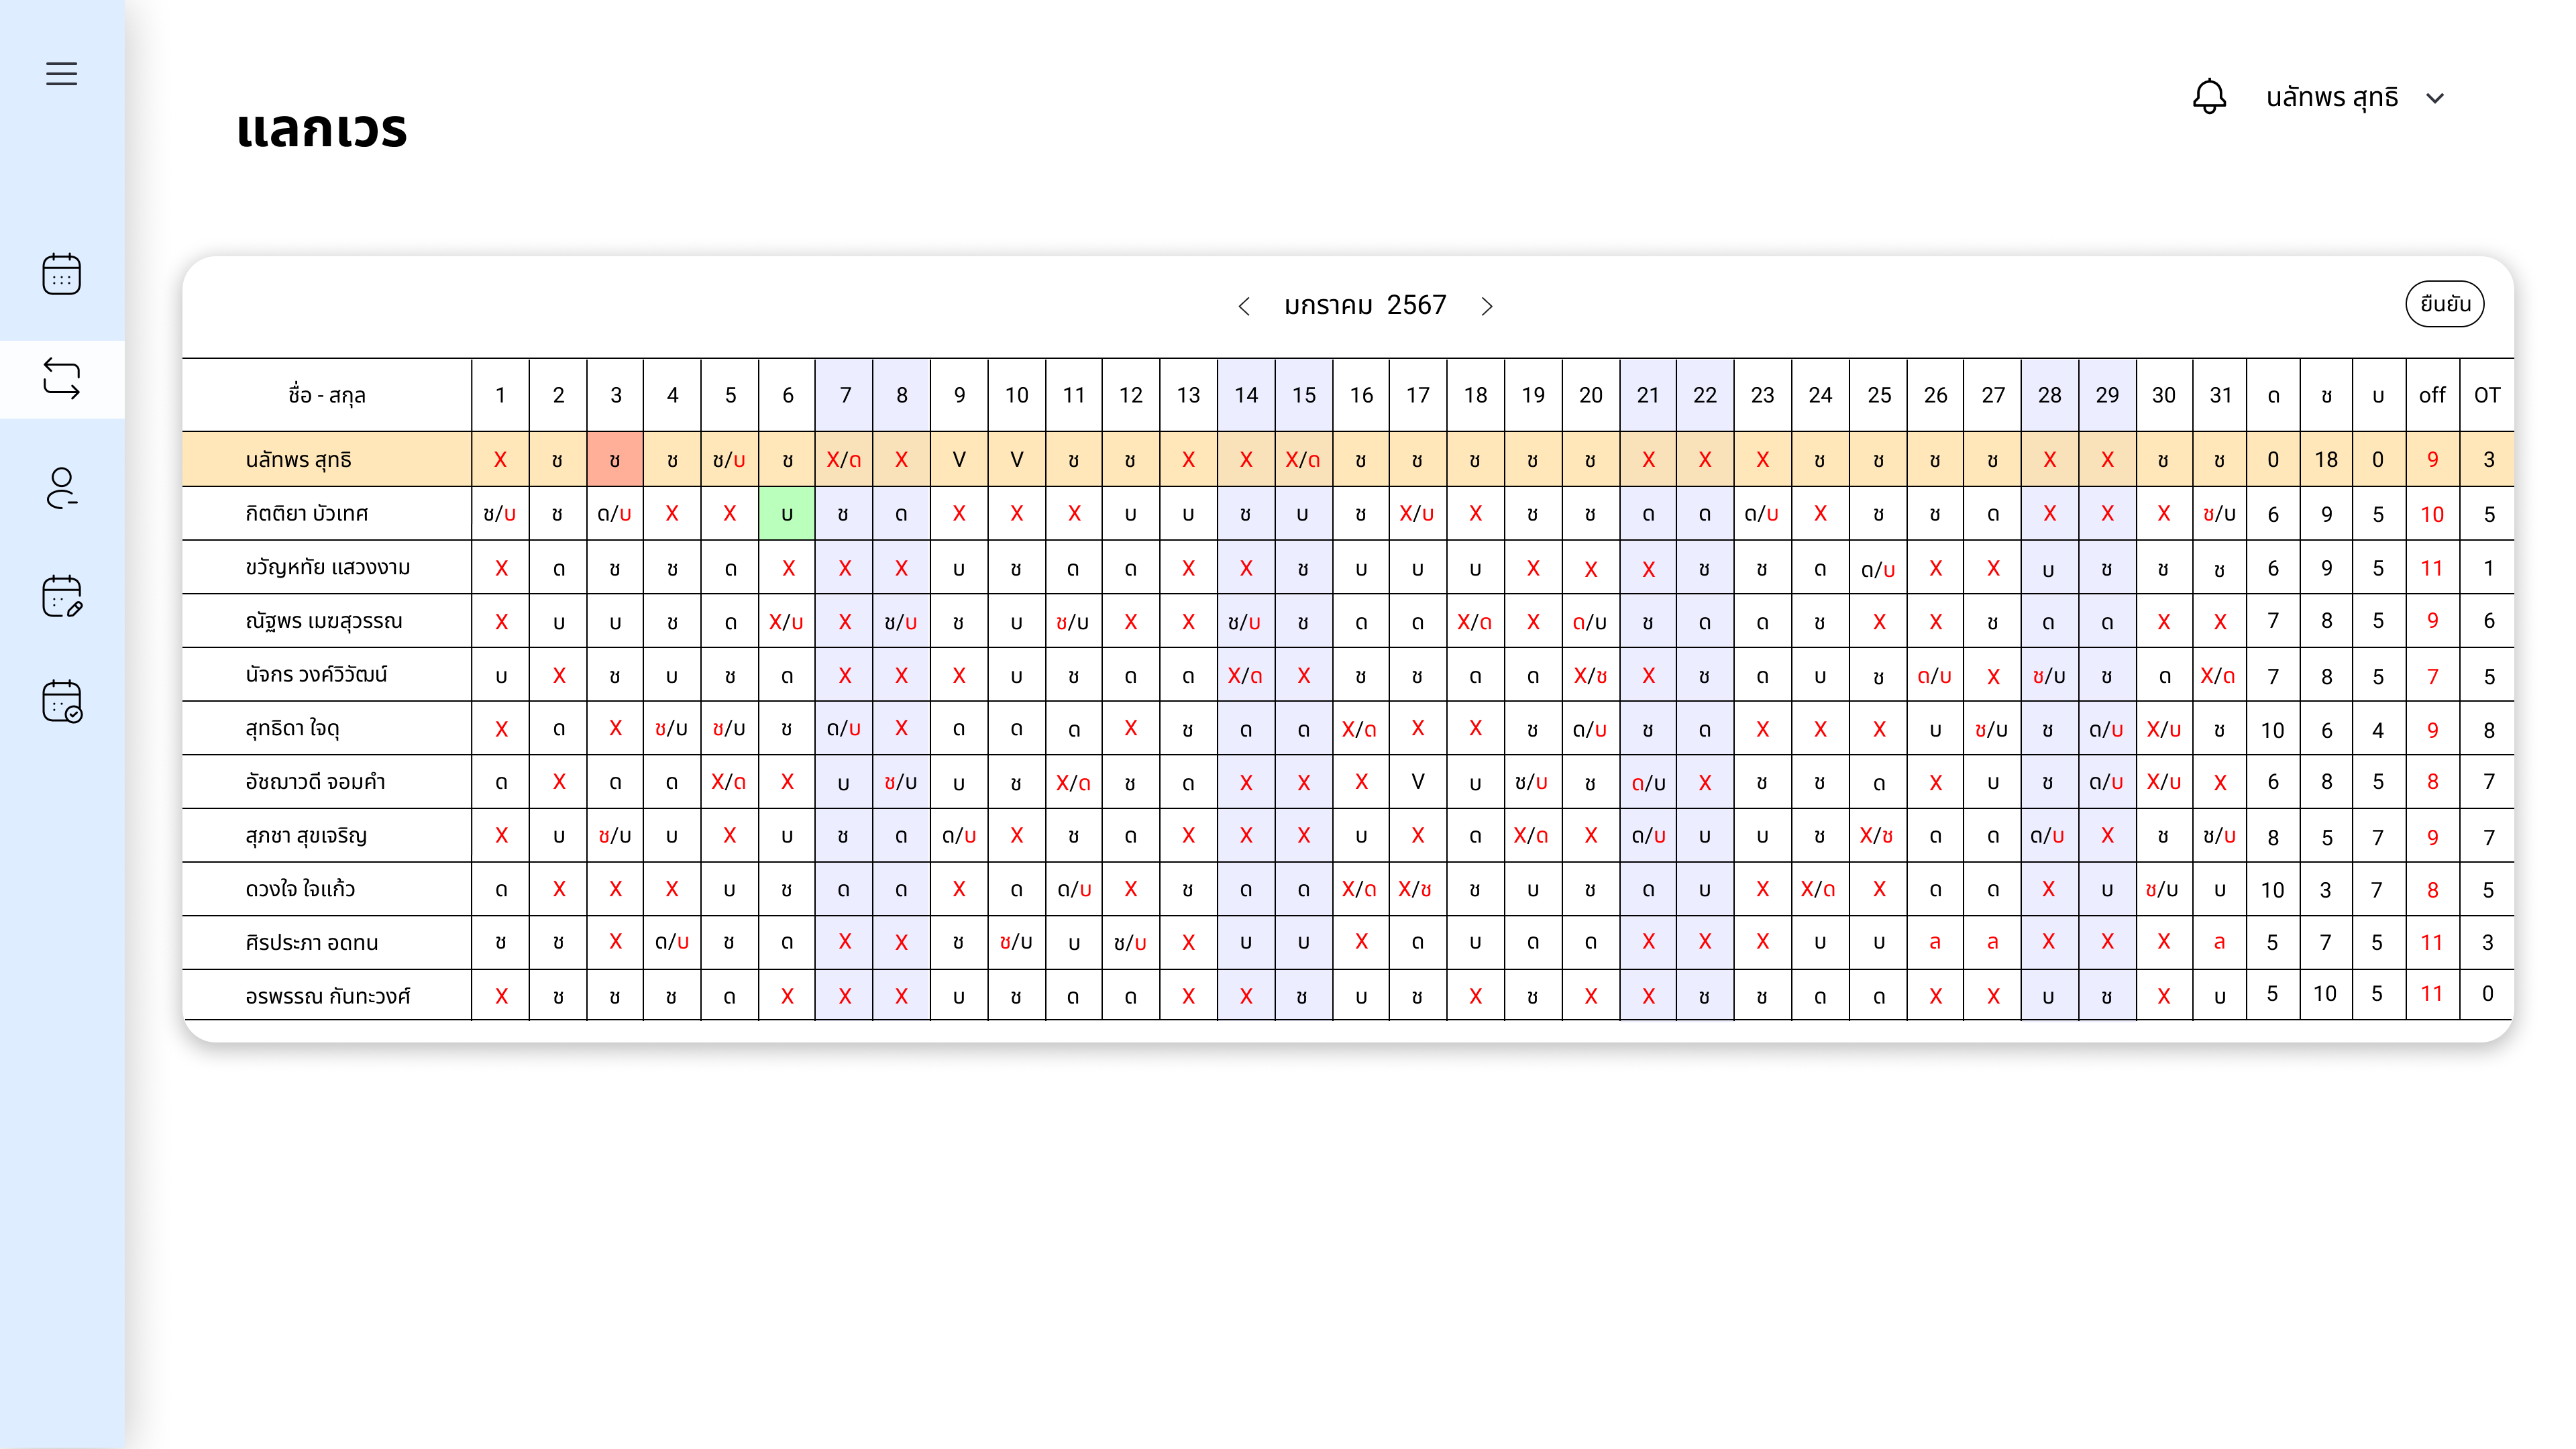 นลัทพร สุทธิ
แลกเวร
มกราคม 2567
ยืนยัน
ชื่อ - สกุล 1 2 3 4 5 6 7 8 9 10 11 12 13 14 15 16 17 18 19 20 21 22 23 24 25 26 27 28 29 30 31 ด ช บ off OT
นลัทพร สุทธิ X ช ช ช ช/บ ช X/ด X V V ช ช X X X/ด ช ช ช ช ช X X X ช ช ช ช X X ช ช 0 18 0 9 3
กิตติยา บัวเทศ ช/บ ช ด/บ X X บ ช ด X X X บ บ ช บ ช X/บ X ช ช ด ด ด/บ X ช ช ด X X X ช/บ 6 9 5 10 5
ขวัญหทัย แสวงงาม X ด ช ช ด X X X บ ช ด ด X X ช บ บ บ X X X ช ช ด ด/บ X X บ ช ช ช 6 9 5 11 1
ณัฐพร เมฆสุวรรณ X บ บ ช ด X/บ X ช/บ ช บ ช/บ X X ช/บ ช ด ด X/ด X ด/บ ช ด ด ช X X ช ด ด X X 7 8 5 9 6
นัจกร วงค์วิวัฒน์ บ X ช บ ช ด X X X บ ช ด ด X/ด X ช ช ด ด X/ช X ช ด บ ช ด/บ X ช/บ ช ด X/ด 7 8 5 7 5
สุทธิดา ใจดุ X ด X ช/บ ช/บ ช ด/บ X ด ด ด X ช ด ด X/ด X X ช ด/บ ช ด X X X บ ช/บ ช ด/บ X/บ ช 10 6 4 9 8
อัชฌาวดี จอมคำ ด X ด ด X/ด X บ ช/บ บ ช X/ด ช ด X X X V บ ช/บ ช ด/บ X ช ช ด X บ ช ด/บ X/บ X 6 8 5 8 7
สุภชา สุขเจริญ X บ ช/บ บ X บ ช ด ด/บ X ช ด X X X บ X ด X/ด X ด/บ บ บ ช X/ช ด ด ด/บ X ช ช/บ 8 5 7 9 7
ดวงใจ ใจแก้ว ด X X X บ ช ด ด X ด ด/บ X ช ด ด X/ด X/ช ช บ ช ด บ X X/ด X ด ด X บ ช/บ บ 10 3 7 8 5
ศิรประภา อดทน ช ช X ด/บ ช ด X X ช ช/บ บ ช/บ X บ บ X ด บ ด ด X X X บ บ ล ล X X X ล 5 7 5 11 3
อรพรรณ กันทะวงศ์ X ช ช ช ด X X X บ ช ด ด X X ช บ ช X ช X X ช ช ด ด X X บ ช X บ 5 10 5 11 0